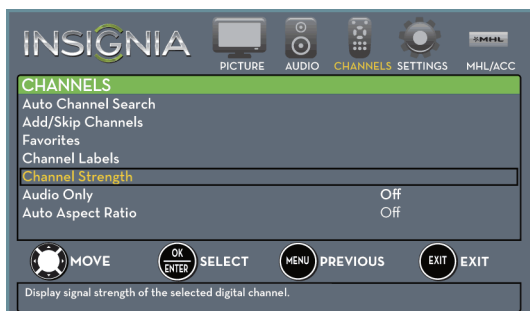 INSIGNIA
PICTURE AUDIO CHANNELS SETTINGS MHL MHL/ACC
CHANNELS
Auto Channel Search
Add/Skip Channels
Favorites
Channel Labels
Channel Strength
Audio Only Off
Auto Aspect Ratio Off
MOVE OK ENTER SELECT MENU PREVIOUS EXIT EXIT
Display signal strength of the selected digital channel.